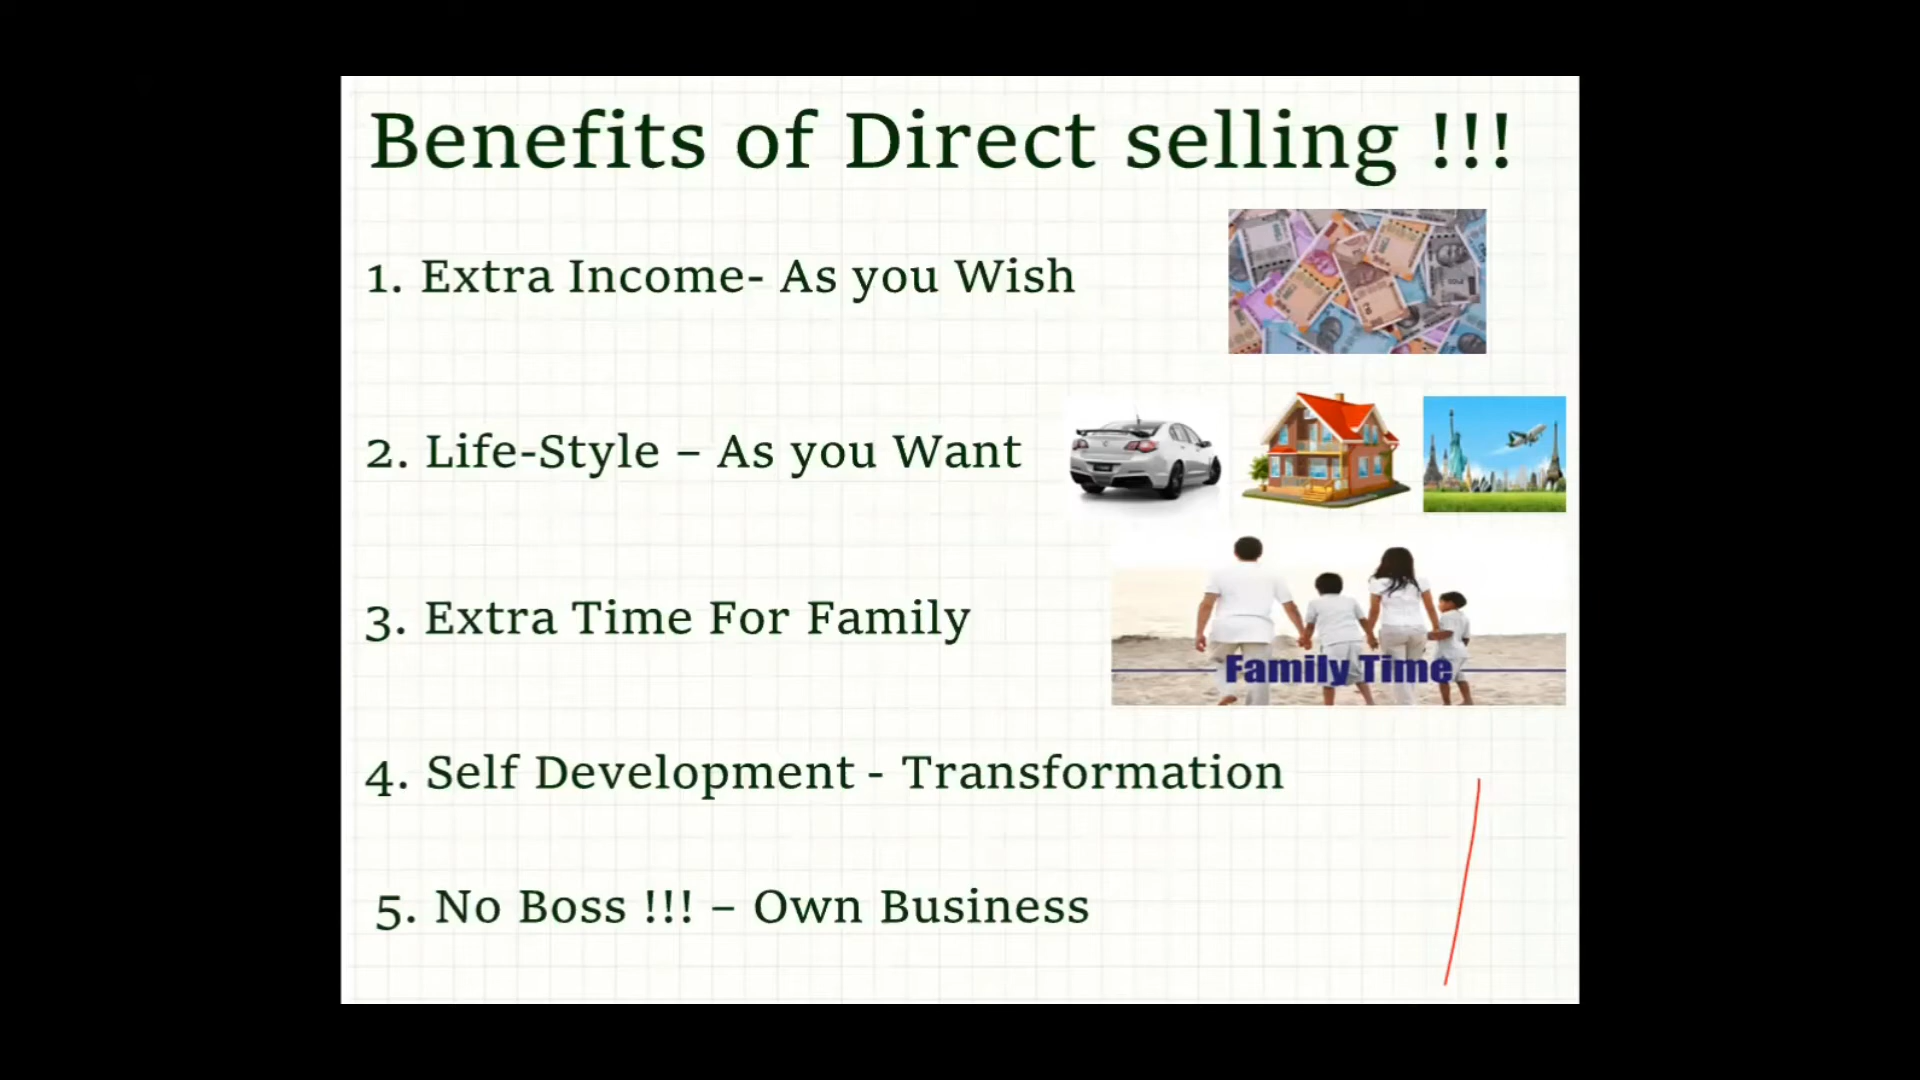 Benefits of Direct selling !!!
1. Extra Income- As you Wish
2. Life-Style – As you Want
3. Extra Time For Family
Family Time
4. Self Development - Transformation
5. No Boss !!! – Own Business